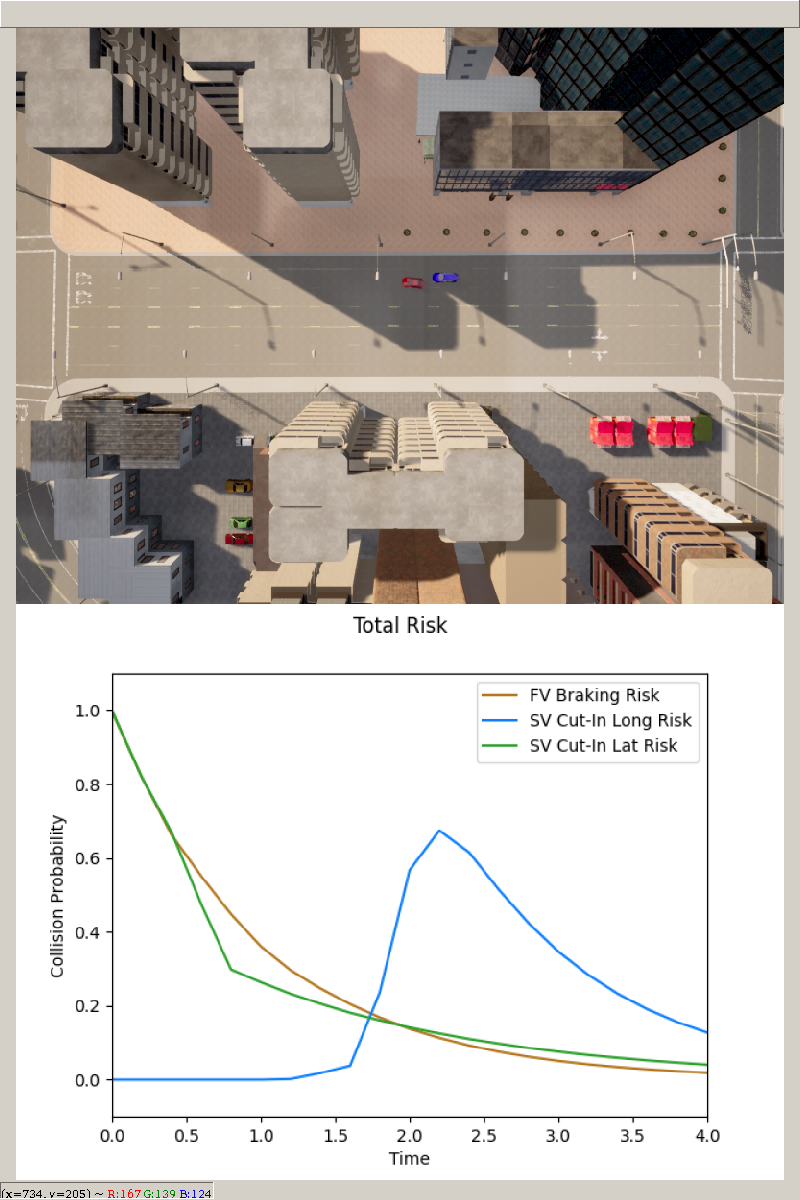 Total Risk
FV Braking Risk
SV Cut-In Long Risk
SV Cut-In Lat Risk
1.0
0.8
0.6
0.4
0.2
0.0
Collision Probability
0.0 0.5 1.0 1.5 2.0 2.5 3.0 3.5 4.0
Time
(x=734, y=205) ~ R:167 G:139 B:124